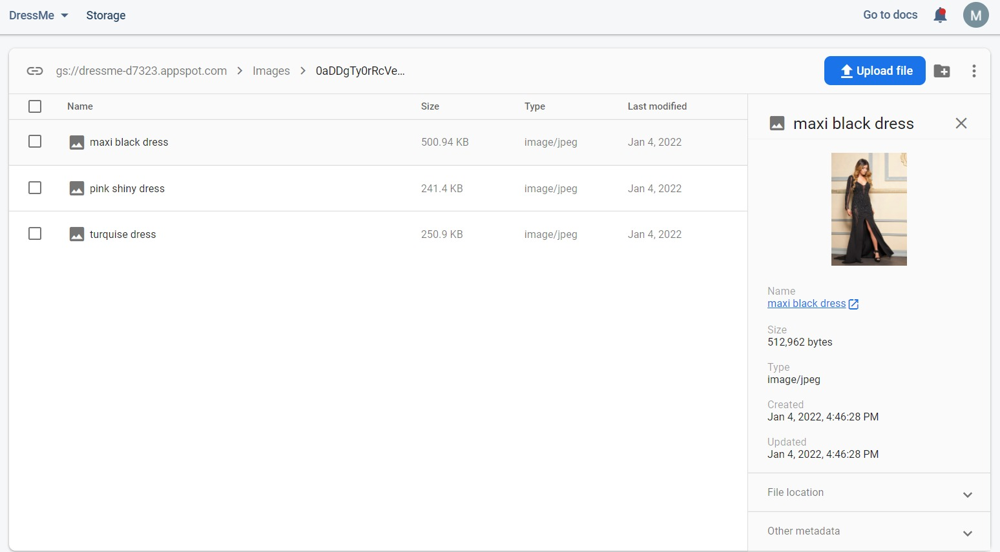 DressMe Storage Go to docs M
gs://dressme-d7323.appspot.com Images 0aDDgTy0rRcVe... Upload file
Name Size Type Last modified
maxi black dress 500.94 KB image/jpeg Jan 4, 2022
pink shiny dress 241.4 KB image/jpeg Jan 4, 2022
turquise dress 250.9 KB image/jpeg Jan 4, 2022
maxi black dress
Name
maxi black dress
Size
512,962 bytes
Type
image/jpeg
Created
Jan 4, 2022, 4:46:28 PM
Updated
Jan 4, 2022, 4:46:28 PM
File location
Other metadata